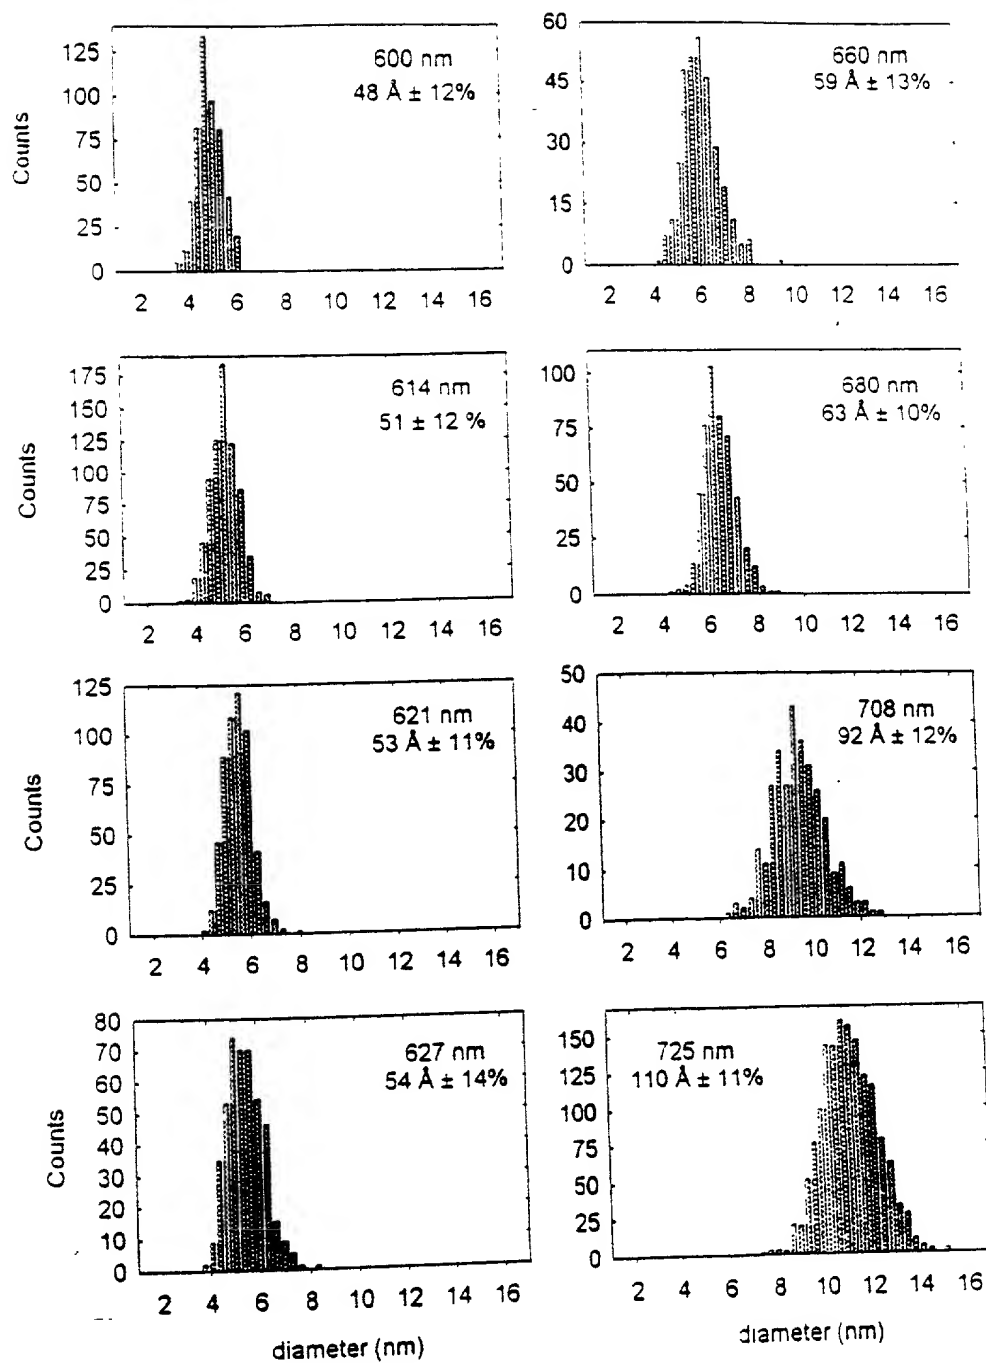 Counts
125
100
75
50
25
0
600 nm
48 Å ± 12%
2 4 6 8 10 12 14 16
60
45
30
15
0
660 nm
59 Å ± 13%
2 4 6 8 10 12 14 16
Counts
175
150
125
100
75
50
25
0
614 nm
51 ± 12 %
2 4 6 8 10 12 14 16
100
75
50
25
0
680 nm
63 Å ± 10%
2 4 6 8 10 12 14 16
Counts
125
100
75
50
25
0
621 nm
53 Å ± 11%
2 4 6 8 10 12 14 16
50
40
30
20
10
0
708 nm
92 Å ± 12%
2 4 6 8 10 12 14 16
Counts
80
70
60
50
40
30
20
10
0
627 nm
54 Å ± 14%
2 4 6 8 10 12 14 16
diameter (nm)
150
125
100
75
50
25
0
725 nm
110 Å ± 11%
2 4 6 8 10 12 14 16
diameter (nm)